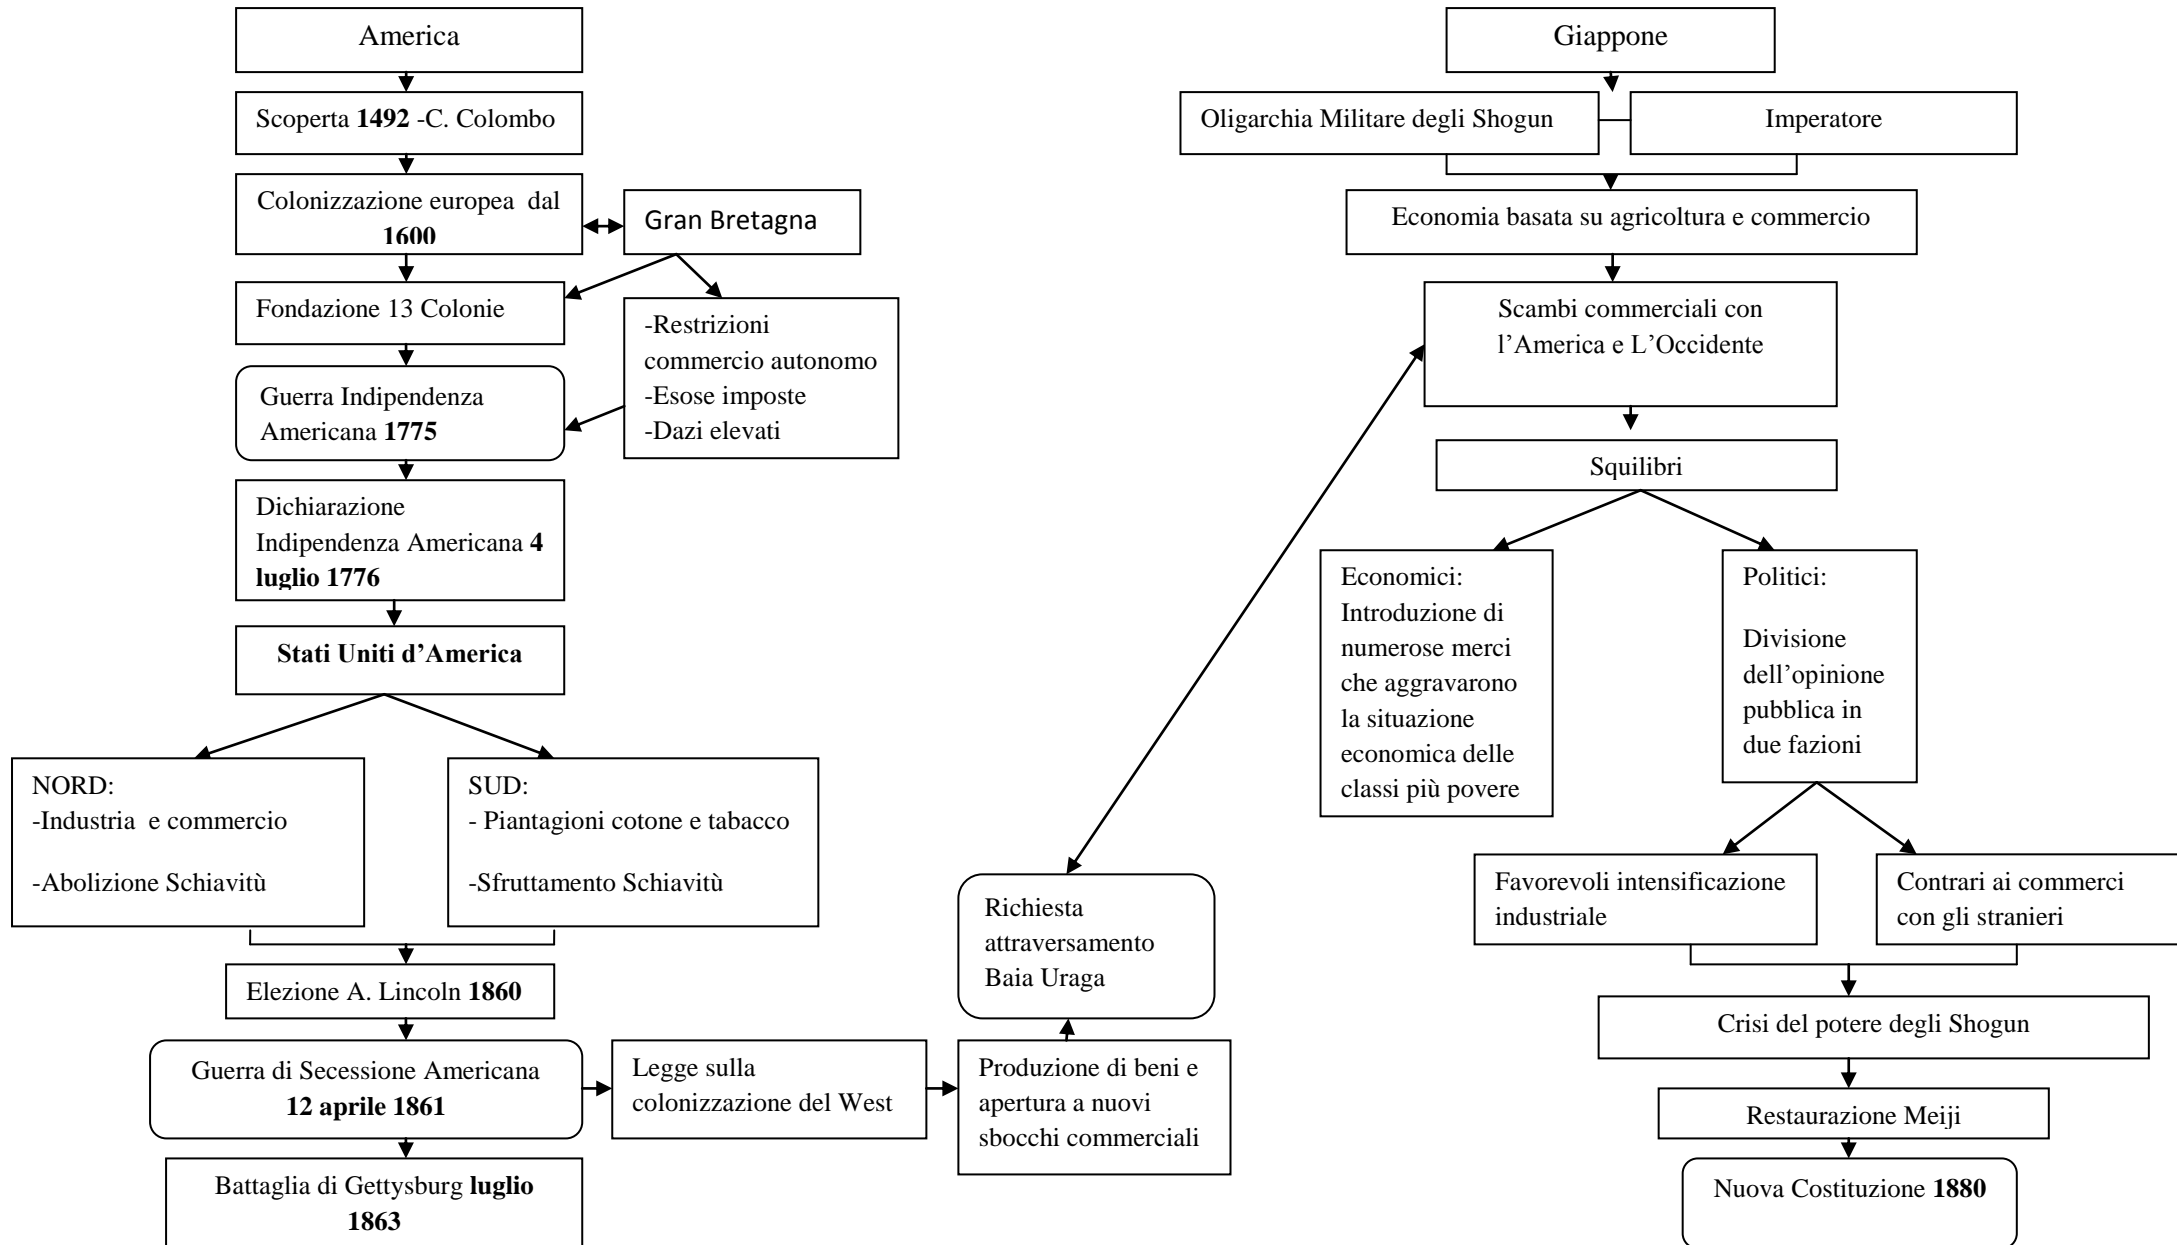 America
Scoperta 1492 -C. Colombo
Colonizzazione europea dal
1600
Gran Bretagna
Fondazione 13 Colonie
-Restrizioni
commercio autonomo
-Esose imposte
-Dazi elevati
Guerra Indipendenza
Americana 1775
Dichiarazione
Indipendenza Americana 4
luglio 1776
Stati Uniti d’America
NORD:
-Industria e commercio
-Abolizione Schiavitù
SUD:
- Piantagioni cotone e tabacco
-Sfruttamento Schiavitù
Elezione A. Lincoln 1860
Guerra di Secessione Americana
12 aprile 1861
Battaglia di Gettysburg luglio
1863
Legge sulla
colonizzazione del West
Produzione di beni e
apertura a nuovi
sbocchi commerciali
Richiesta
attraversamento
Baia Uraga
Giappone
Oligarchia Militare degli Shogun
Imperatore
Economia basata su agricoltura e commercio
Scambi commerciali con
l’America e L’Occidente
Squilibri
Economici:
Introduzione di
numerose merci
che aggravarono
la situazione
economica delle
classi più povere
Politici:
Divisione
dell’opinione
pubblica in
due fazioni
Favorevoli intensificazione
industriale
Contrari ai commerci
con gli stranieri
Crisi del potere degli Shogun
Restaurazione Meiji
Nuova Costituzione 1880